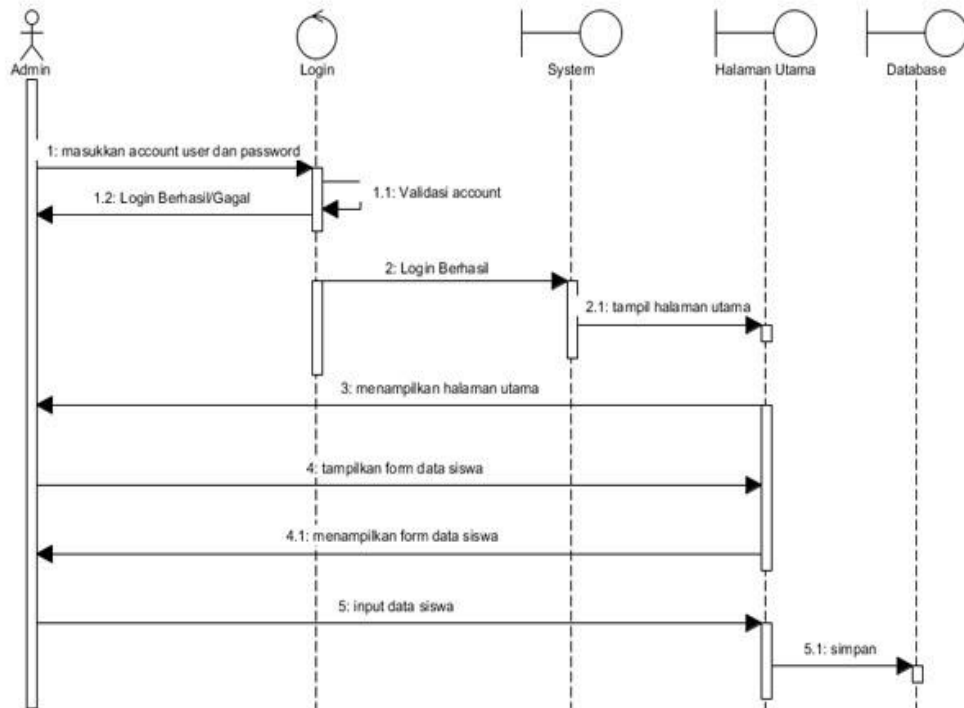 Admin
Login
System
Halaman Utama
Database
1: masukkan account user dan password
1.1: Validasi account
1.2: Login Berhasil/Gagal
2: Login Berhasil
2.1: tampil halaman utama
3: menampilkan halaman utama
4: tampilkan form data siswa
4.1: menampilkan form data siswa
5: input data siswa
5.1: simpan